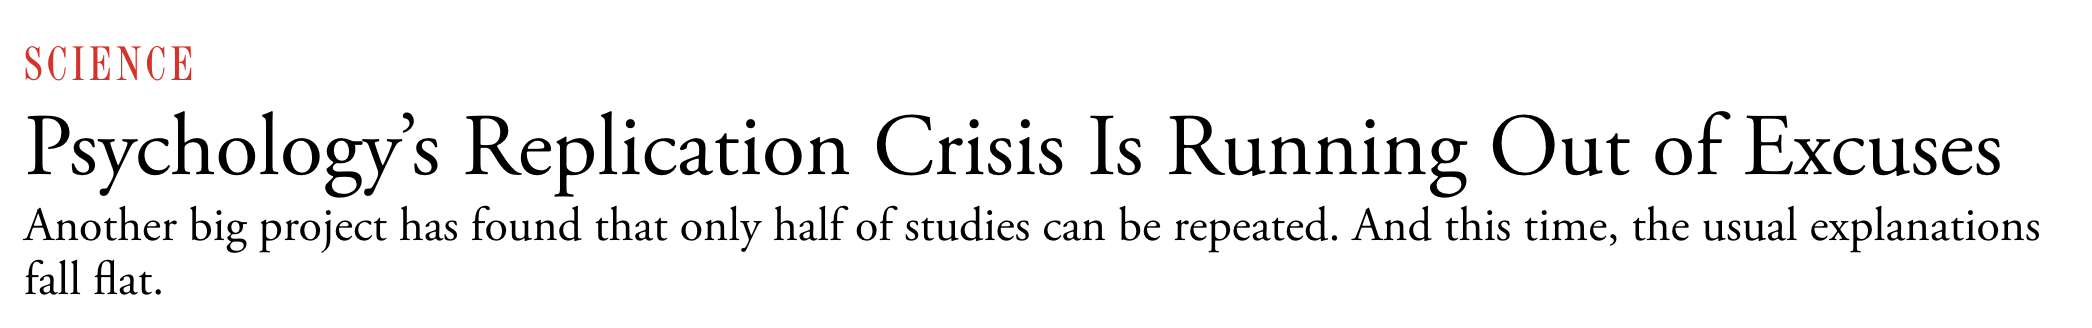 SCIENCE
Psychology’s Replication Crisis Is Running Out of Excuses
Another big project has found that only half of studies can be repeated. And this time, the usual explanations
fall flat.